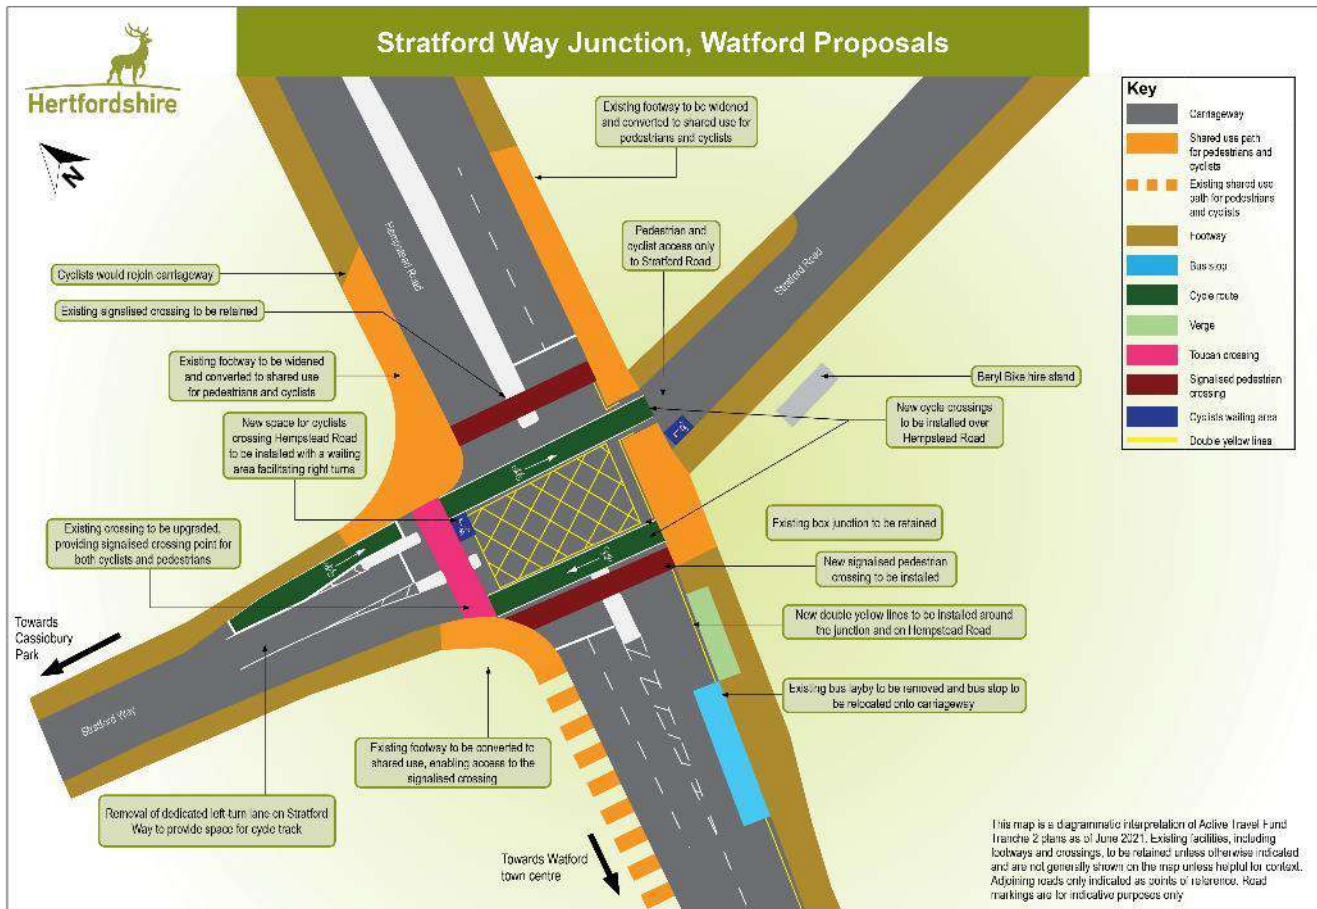 Stratford Way Junction, Watford Proposals
Hertfordshire
N
Existing footway to be widened
and converted to shared use for
pedestrians and cyclists
Pedestrian and
cyclist access only
to Stratford Road
Hempstead Road
Stratford Road
Cyclists would rejoin carriageway
Existing signalised crossing to be retained
Existing footway to be widened
and converted to shared use
for pedestrians and cyclists
New space for cyclists
crossing Hempstead Road
to be installed with a waiting
area facilitating right turns
Existing crossing to be upgraded,
providing signalised crossing point for
both cyclists and pedestrians
Beryl Bike hire stand
New cycle crossings
to be installed over
Hempstead Road
Existing box junction to be retained
New signalised pedestrian
crossing to be installed
New double yellow lines to be installed around
the junction and on Hempstead Road
Existing bus layby to be removed and bus stop to
be relocated onto carriageway
Towards
Cassiobury
Park
Stratford Way
Existing footway to be converted to
shared use, enabling access to the
signalised crossing
Removal of dedicated left-turn lane on Stratford
Way to provide space for cycle track
Towards Watford
town centre
Key
Carriageway
Shared use path
for pedestrians and
cyclists
Existing shared use
path for pedestrians
and cyclists
Footway
Bus stop
Cycle route
Verge
Toucan crossing
Signalised pedestrian
crossing
Cyclists waiting area
Double yellow lines
This map is a diagrammatic interpretation of Active Travel Fund
Tranche 2 plans as of June 2021. Existing facilities, including
footways and crossings, to be retained unless otherwise indicated
and are not generally shown on the map unless helpful for context.
Adjoining roads only indicated as points of reference. Road
markings are for indicative purposes only